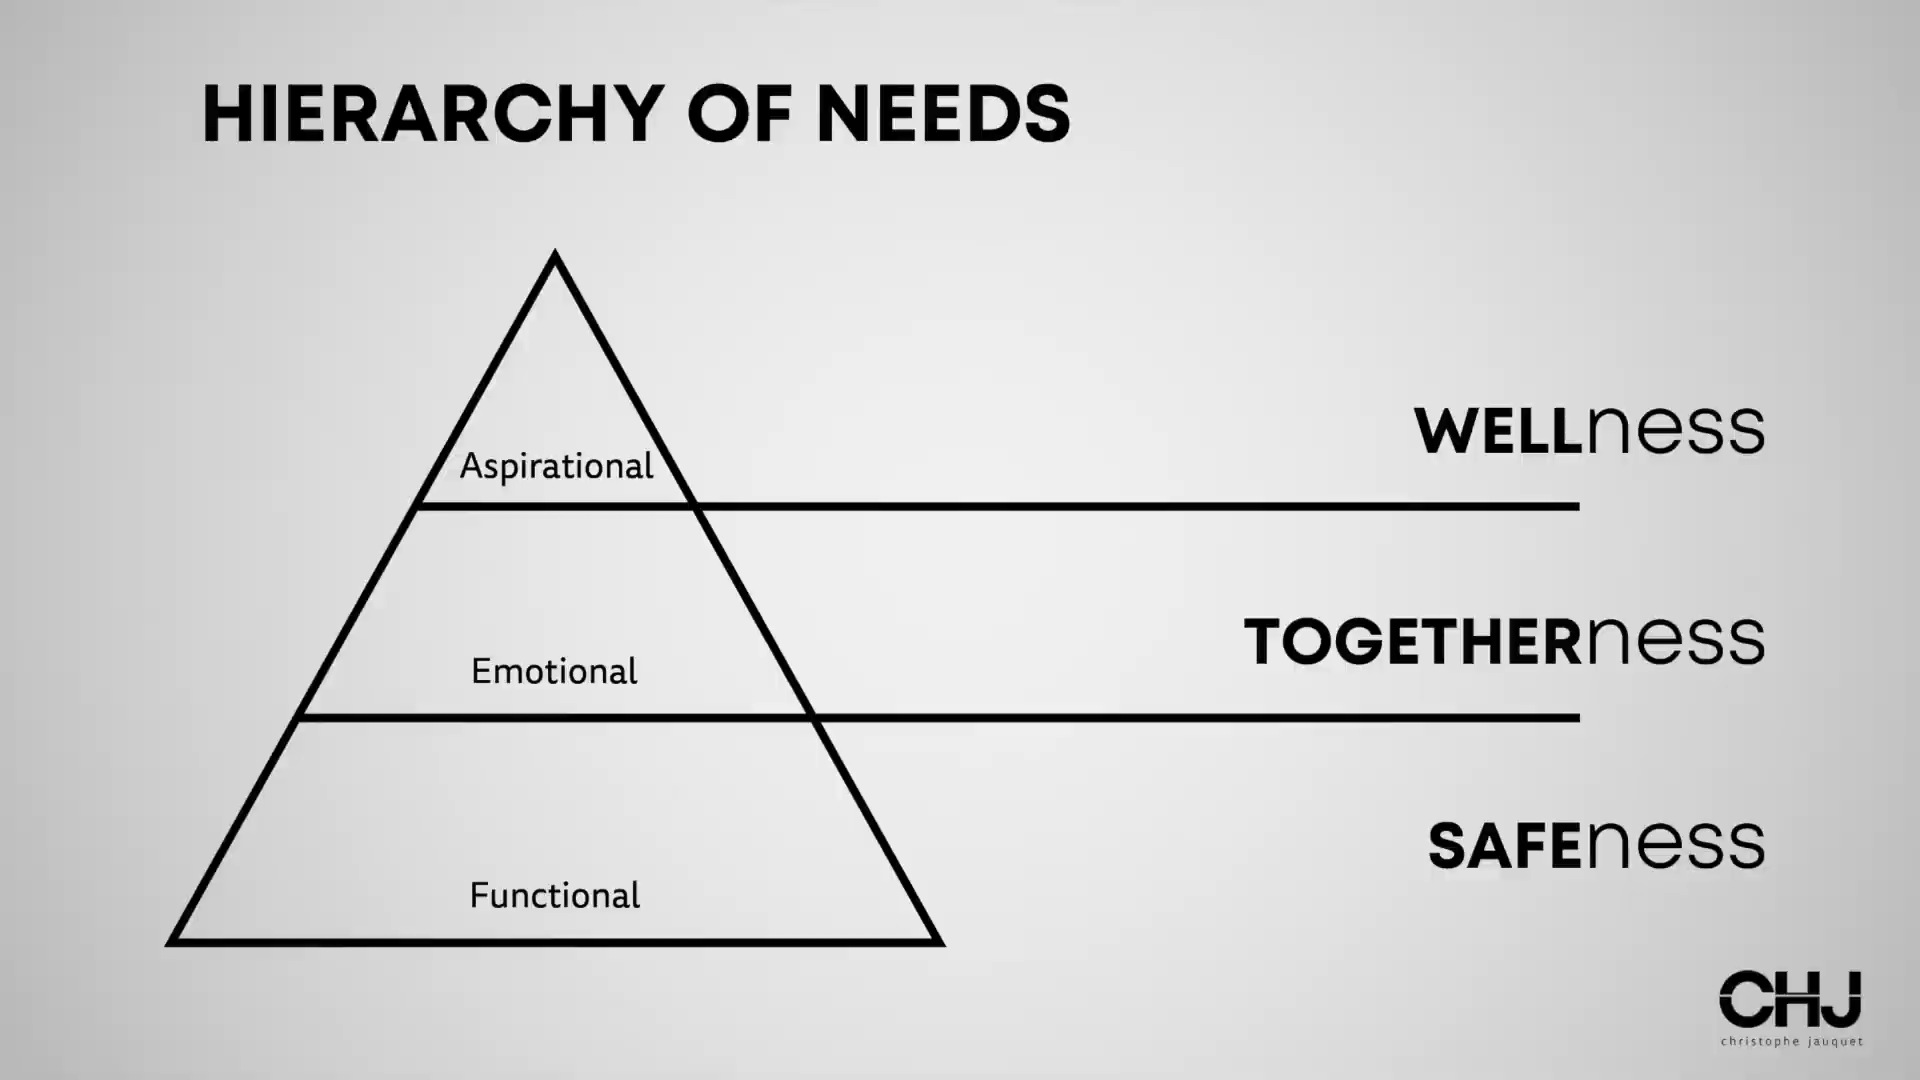 HIERARCHY OF NEEDS
Aspirational
WELLness
Emotional
TOGETHERness
Functional
SAFEness
CHJ
christophe jauquet